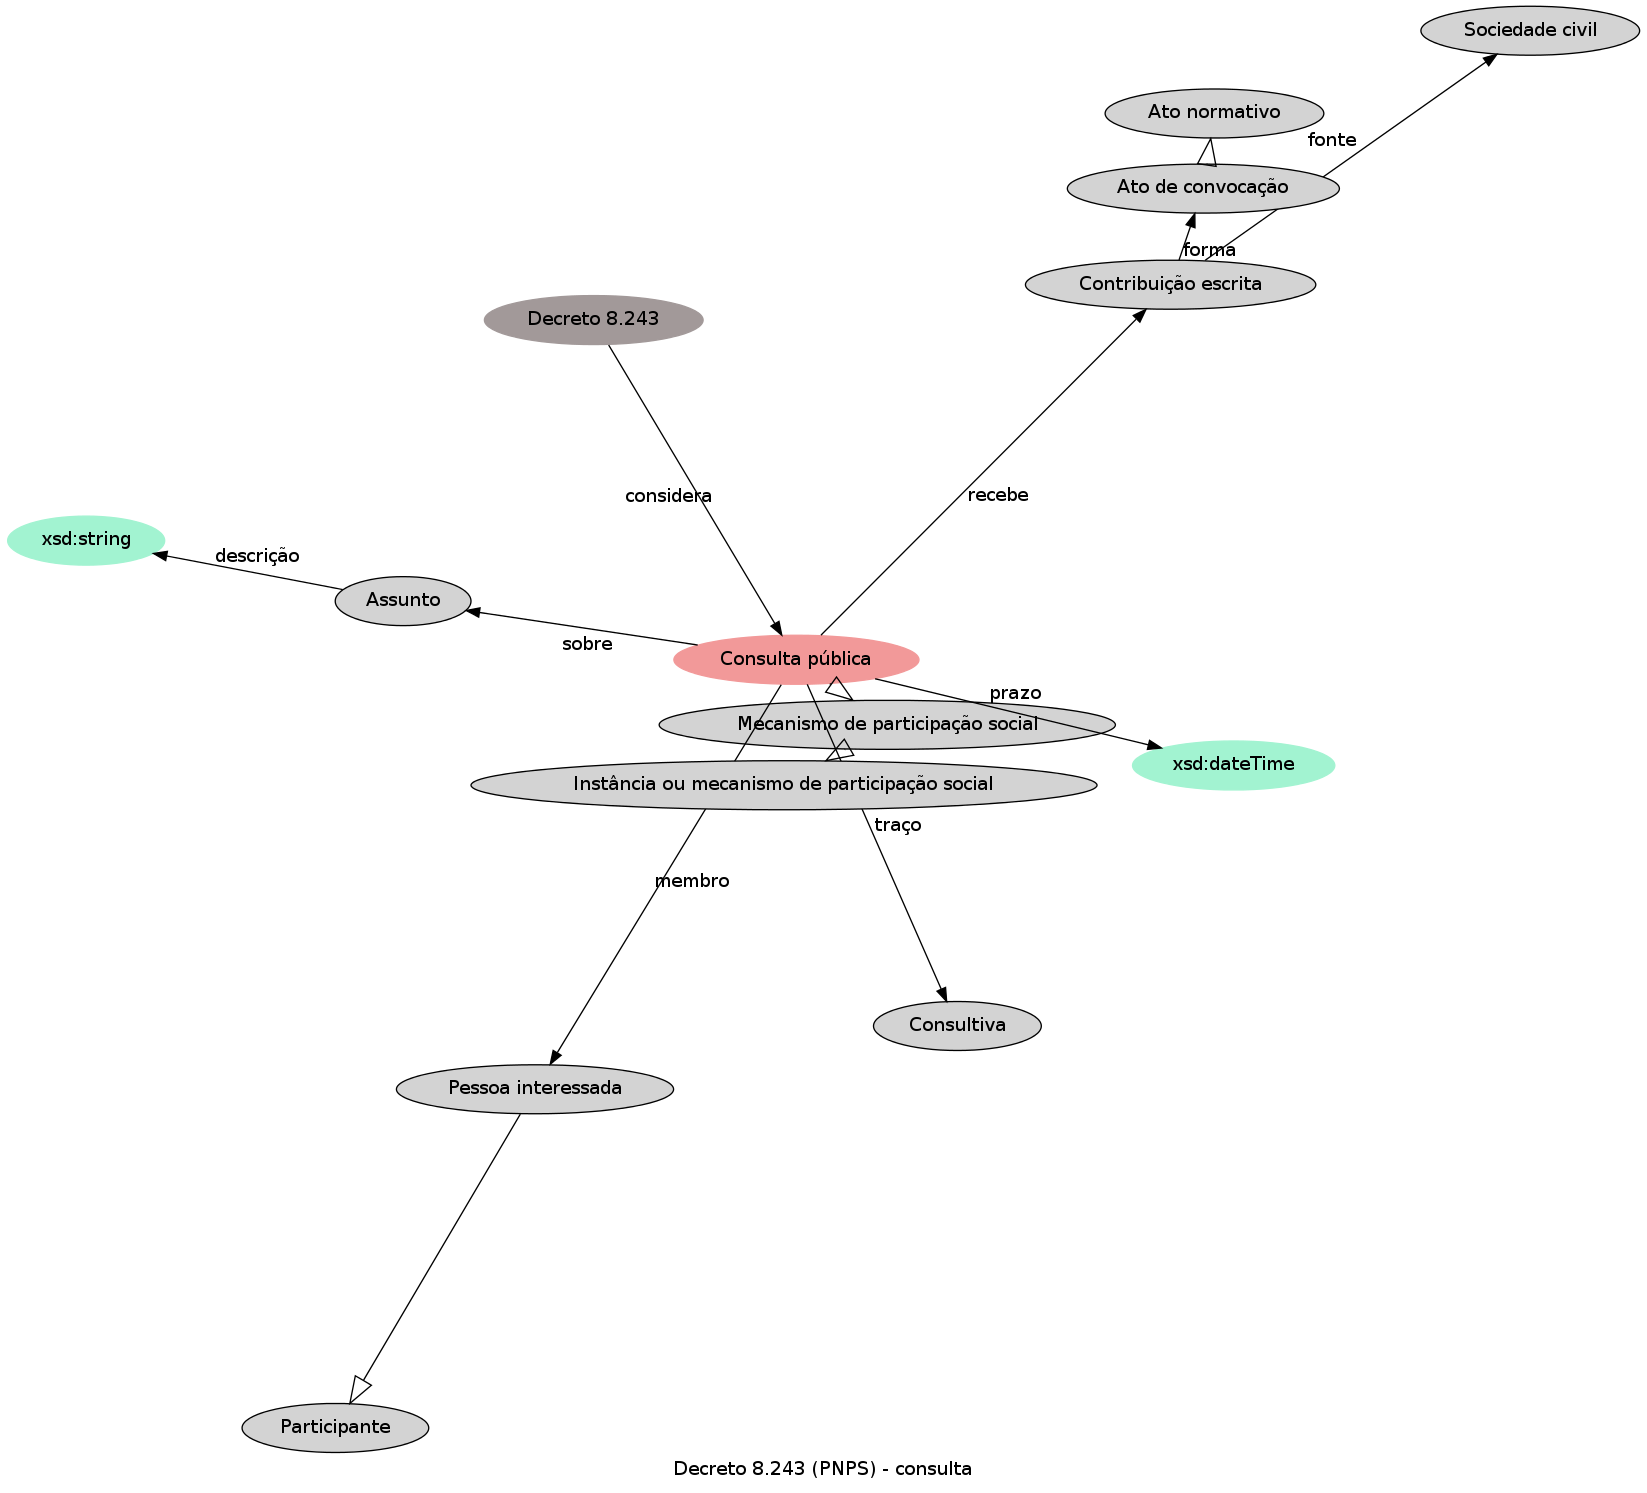 Sociedade civil
Ato normativo
fonte
Ato de convocação
forma
Contribuição escrita
Decreto 8.243
considera
recebe
xsd:string
descrição
Assunto
sobre
Consulta pública
prazo
Mecanismo de participação social
xsd:dateTime
Instância ou mecanismo de participação social
traço
membro
Consultiva
Pessoa interessada
Participante
Decreto 8.243 (PNPS) - consulta